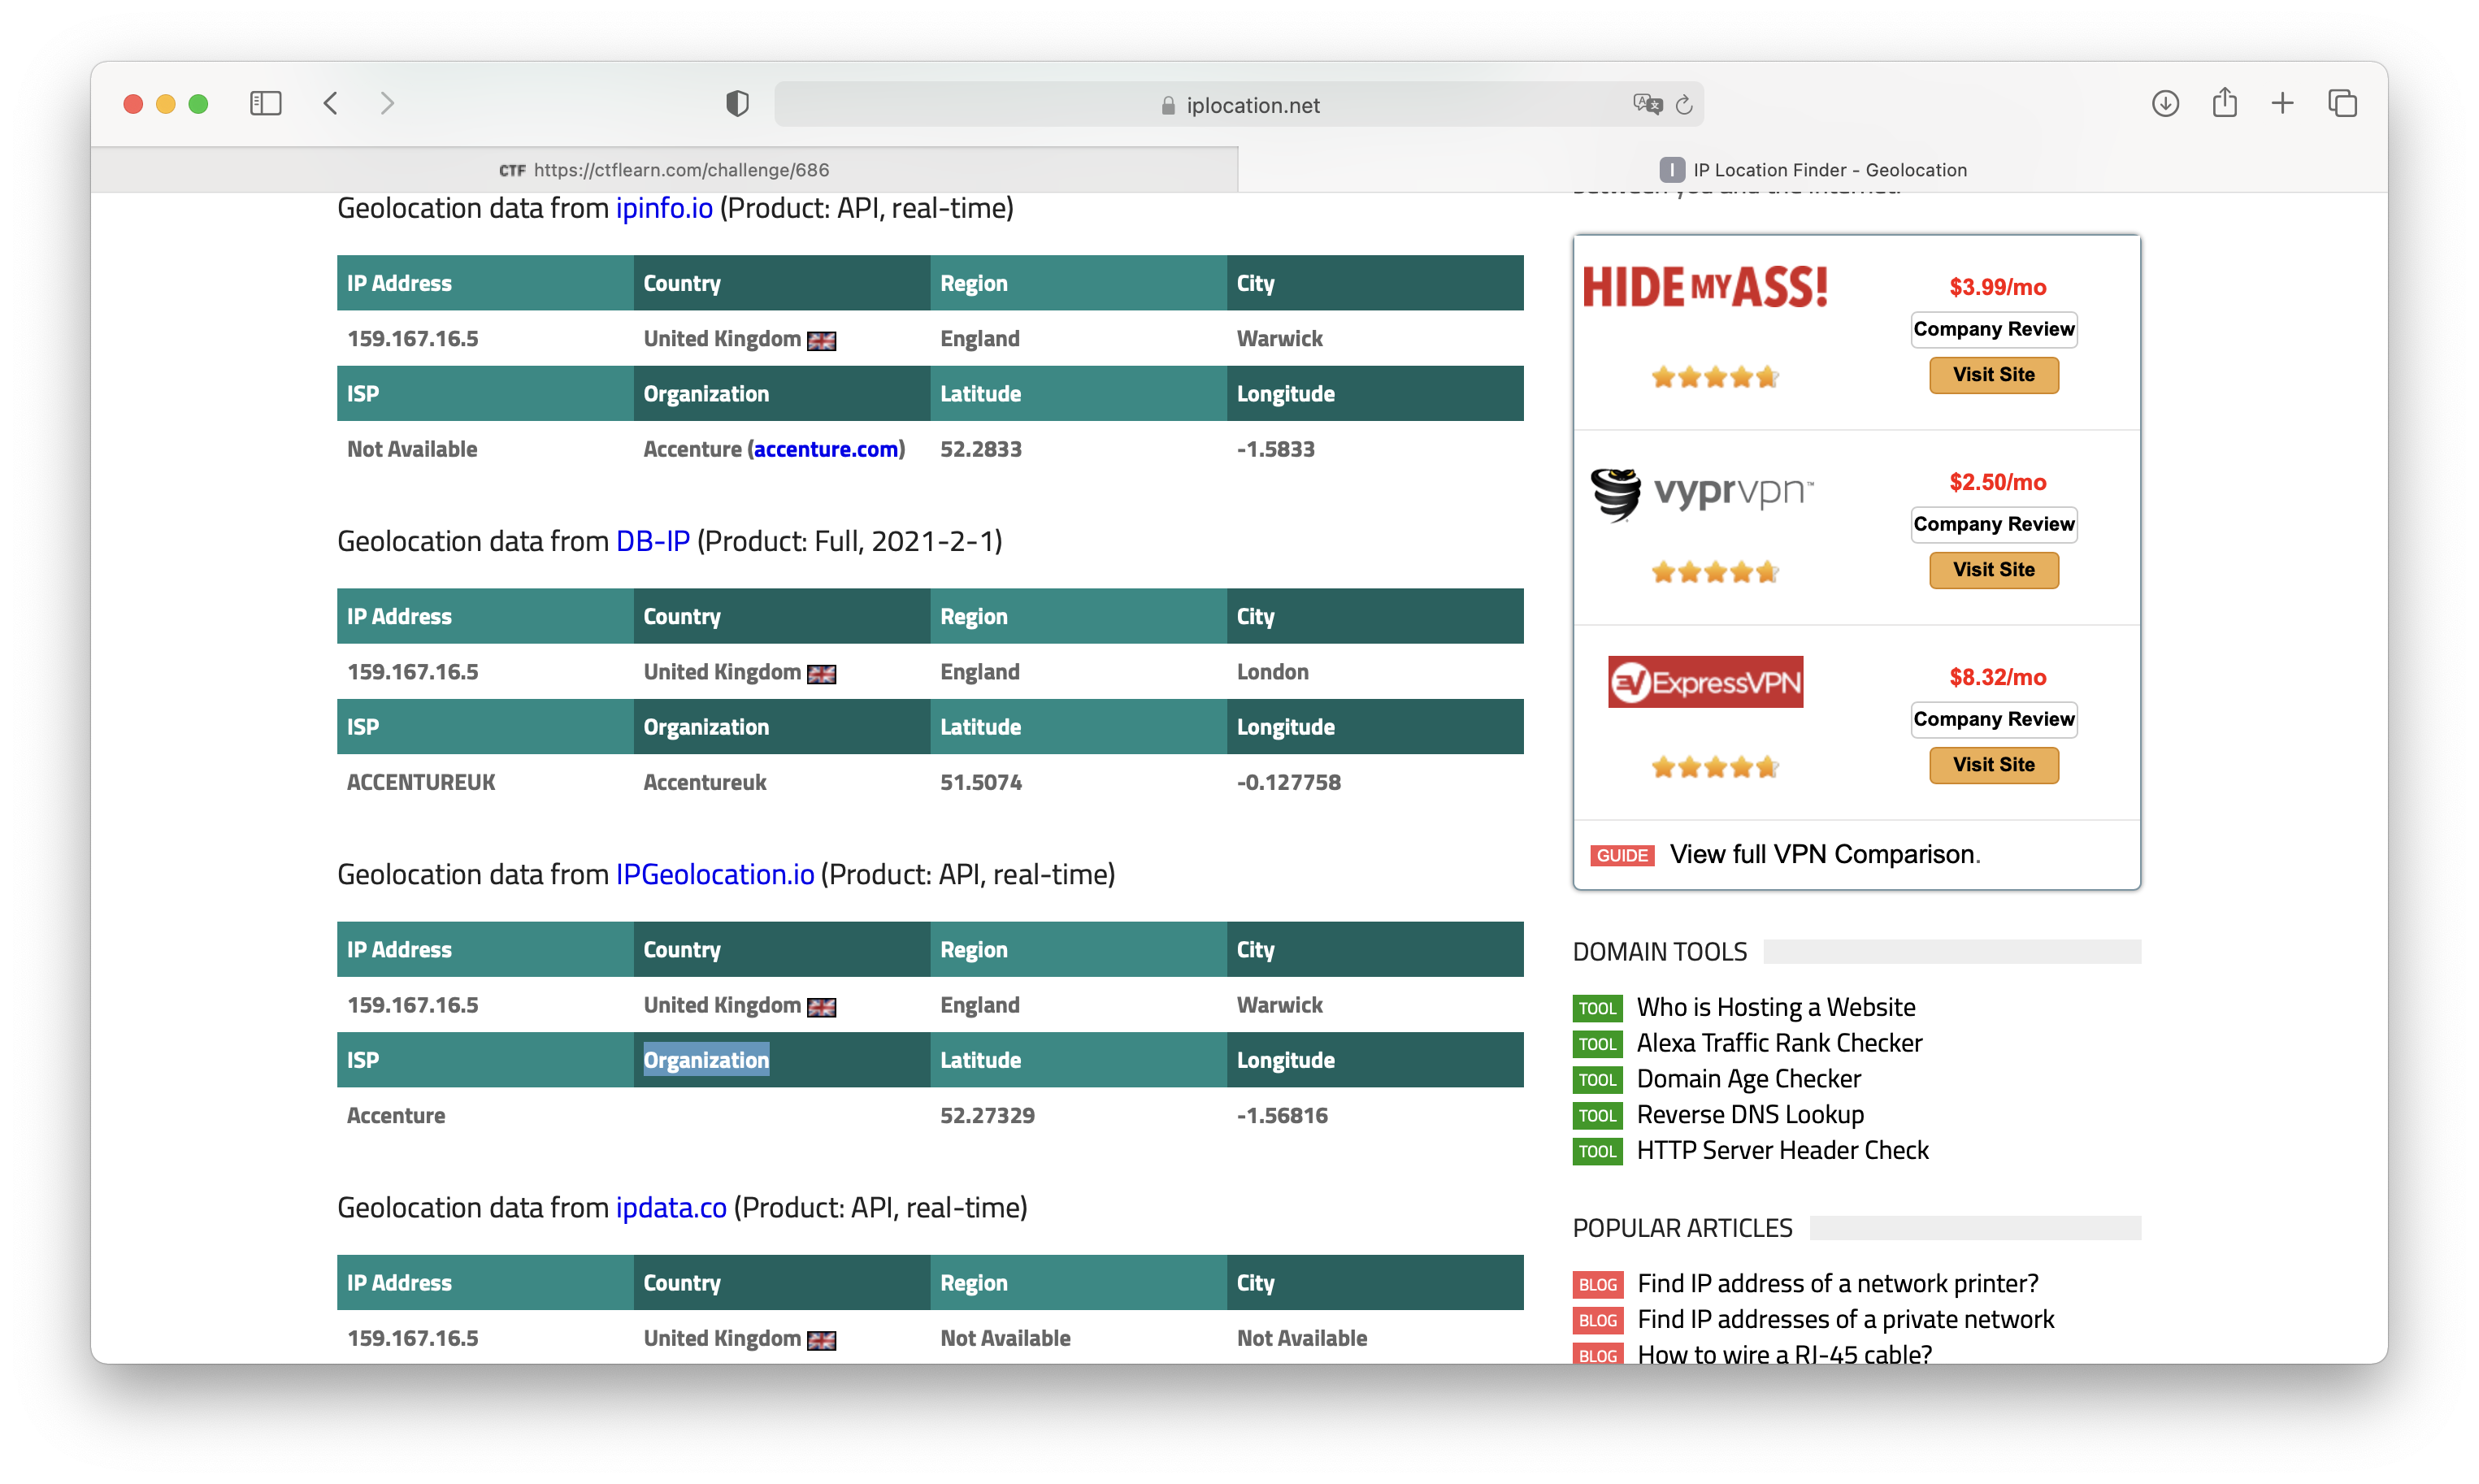 iplocation.net
CTF https://ctflearn.com/challenge/686
I IP Location Finder - Geolocation
between you and the internet.
Geolocation data from ipinfo.io (Product: API, real-time)
IP Address Country Region City
159.167.16.5 United Kingdom England Warwick
ISP Organization Latitude Longitude
Not Available Accenture (accenture.com) 52.2833 -1.5833
Geolocation data from DB-IP (Product: Full, 2021-2-1)
IP Address Country Region City
159.167.16.5 United Kingdom England London
ISP Organization Latitude Longitude
ACCENTUREUK Accentureuk 51.5074 -0.127758
Geolocation data from IPGeolocation.io (Product: API, real-time)
IP Address Country Region City
159.167.16.5 United Kingdom England Warwick
ISP Organization Latitude Longitude
Accenture 52.27329 -1.56816
Geolocation data from ipdata.co (Product: API, real-time)
IP Address Country Region City
159.167.16.5 United Kingdom Not Available Not Available
HIDE MY ASS!
$3.99/mo
Company Review
Visit Site
vyprvpn™
$2.50/mo
Company Review
Visit Site
EV ExpressVPN
$8.32/mo
Company Review
Visit Site
GUIDE View full VPN Comparison.
DOMAIN TOOLS
TOOL Who is Hosting a Website
TOOL Alexa Traffic Rank Checker
TOOL Domain Age Checker
TOOL Reverse DNS Lookup
TOOL HTTP Server Header Check
POPULAR ARTICLES
BLOG Find IP address of a network printer?
BLOG Find IP addresses of a private network
BLOG How to wire a RJ-45 cable?